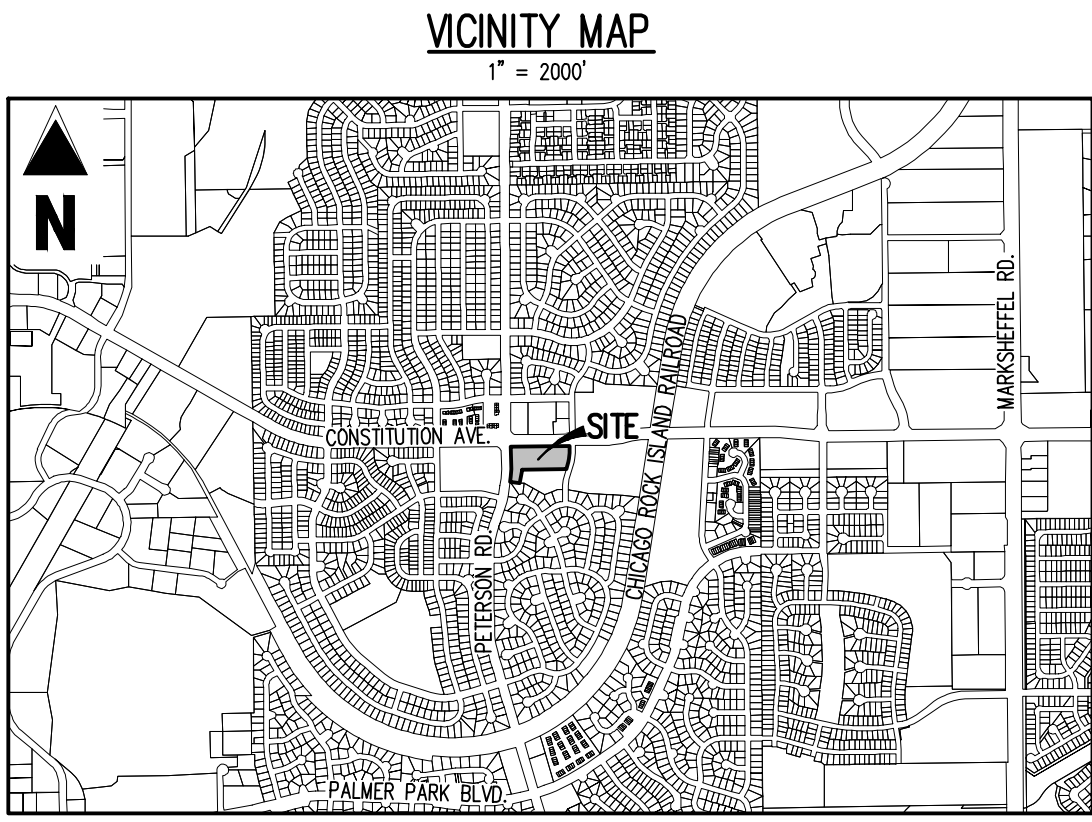 VICINITY MAP
1" = 2000'
N
MARKSHEFFEL RD.
CHICAGO ROCK ISLAND RAILROAD
SITE
CONSTITUTION AVE.
PETERSON RD.
PALMER PARK BLVD.